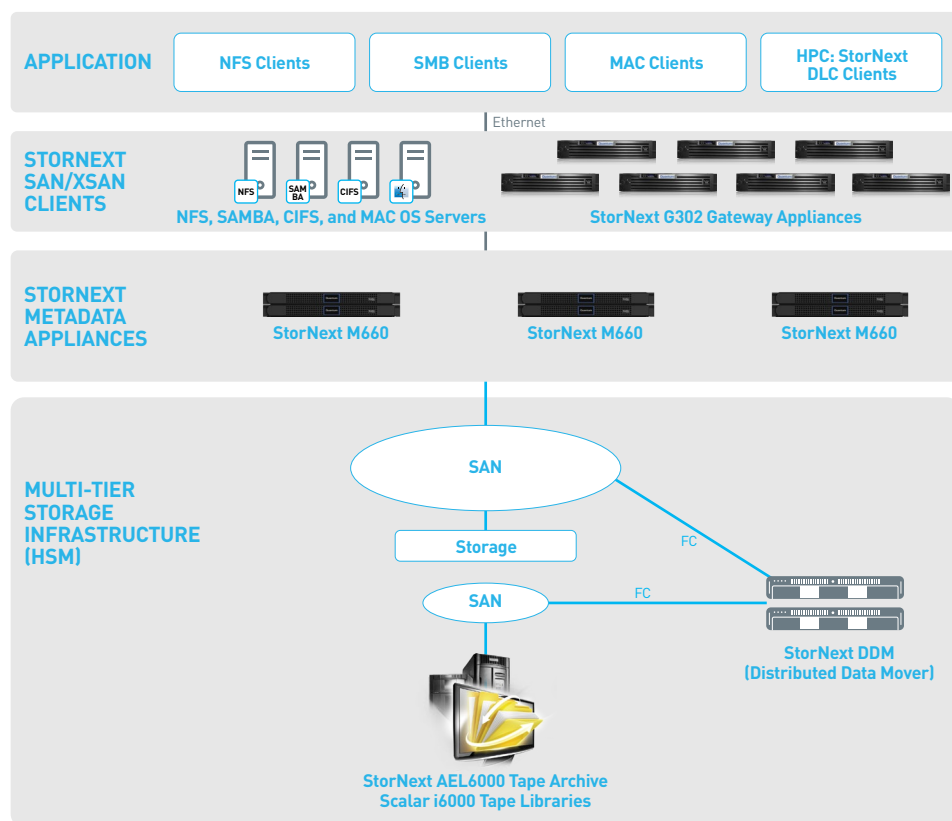 APPLICATION
NFS Clients
SMB Clients
MAC Clients
HPC: StorNext
DLC Clients
Ethernet
STORNEXT
SAN/XSAN
CLIENTS
NFS
SAM
BA
CIFS
NFS, SAMBA, CIFS, and MAC OS Servers
StorNext G302 Gateway Appliances
STORNEXT
METADATA
APPLIANCES
StorNext M660
StorNext M660
StorNext M660
MULTI-TIER
STORAGE
INFRASTRUCTURE
(HSM)
SAN
Storage
FC
SAN
FC
StorNext DDM
(Distributed Data Mover)
StorNext AEL6000 Tape Archive
Scalar i6000 Tape Libraries